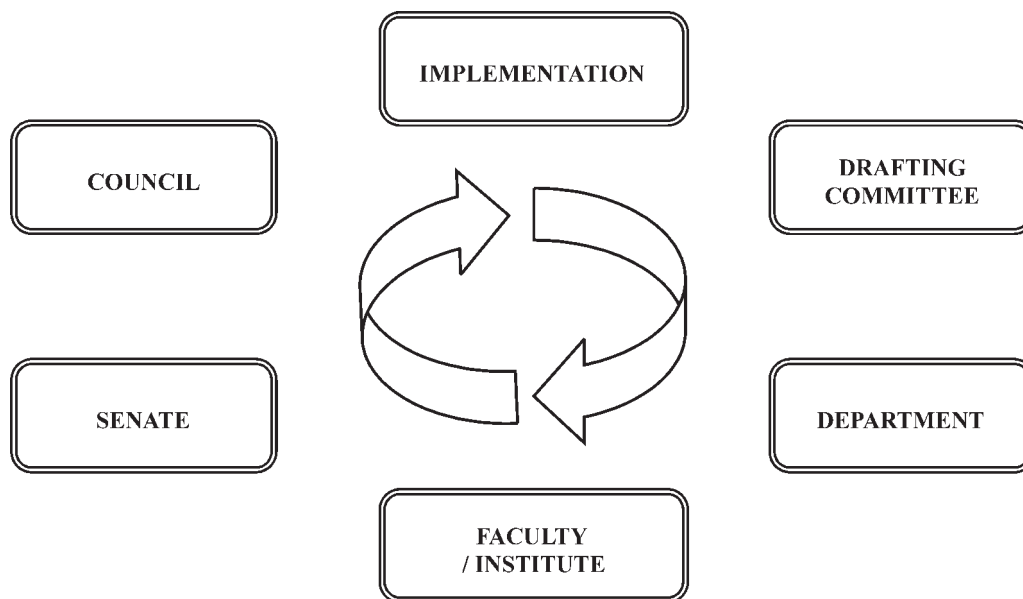 IMPLEMENTATION
COUNCIL
DRAFTING
COMMITTEE
SENATE
DEPARTMENT
FACULTY
/ INSTITUTE